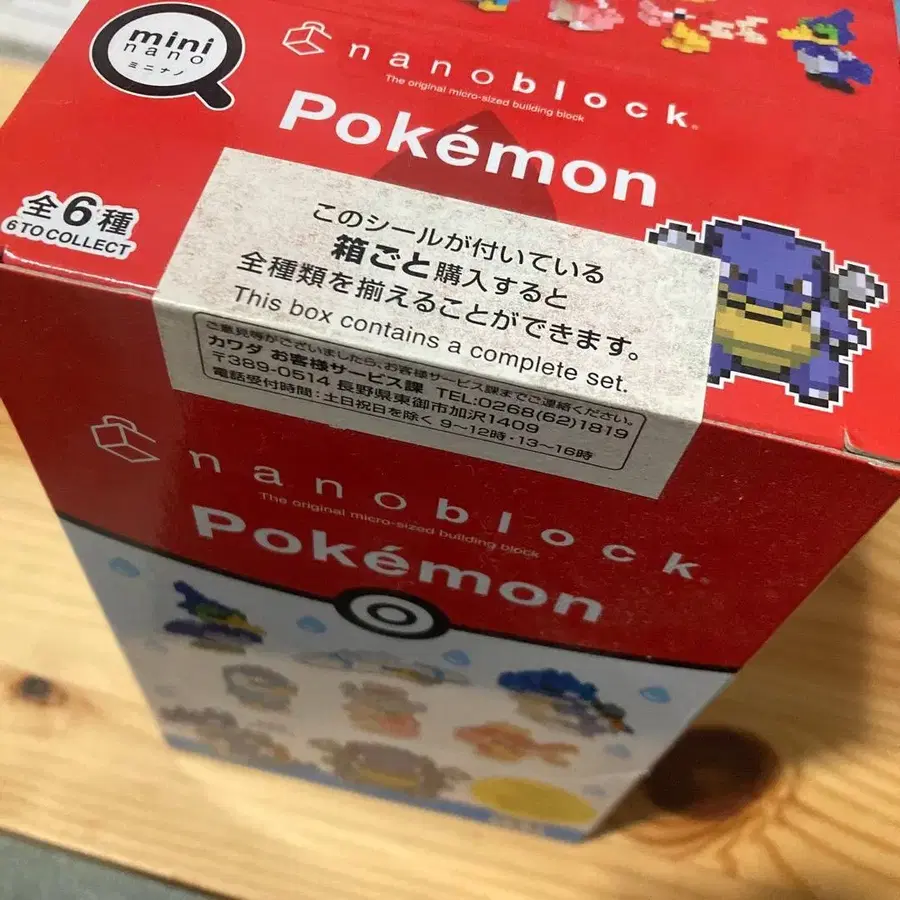 mini
nano
ミニナノ
nanoblock®
The original micro-sized building block
Pokémon
全6種
6 TO COLLECT
このシールが付いている
箱ごと購入すると
全種類を揃えることができます。
This box contains a complete set.
ご意見等がございましたら、お客様サービス課までご連絡ください。
カワダ お客様サービス課 TEL:0268(62)1819
〒389-0514 長野県東御市加沢1409
電話受付時間:土日祝日を除く 9〜12時・13〜16時
nanoblock®
The original micro-sized building block
Pokémon